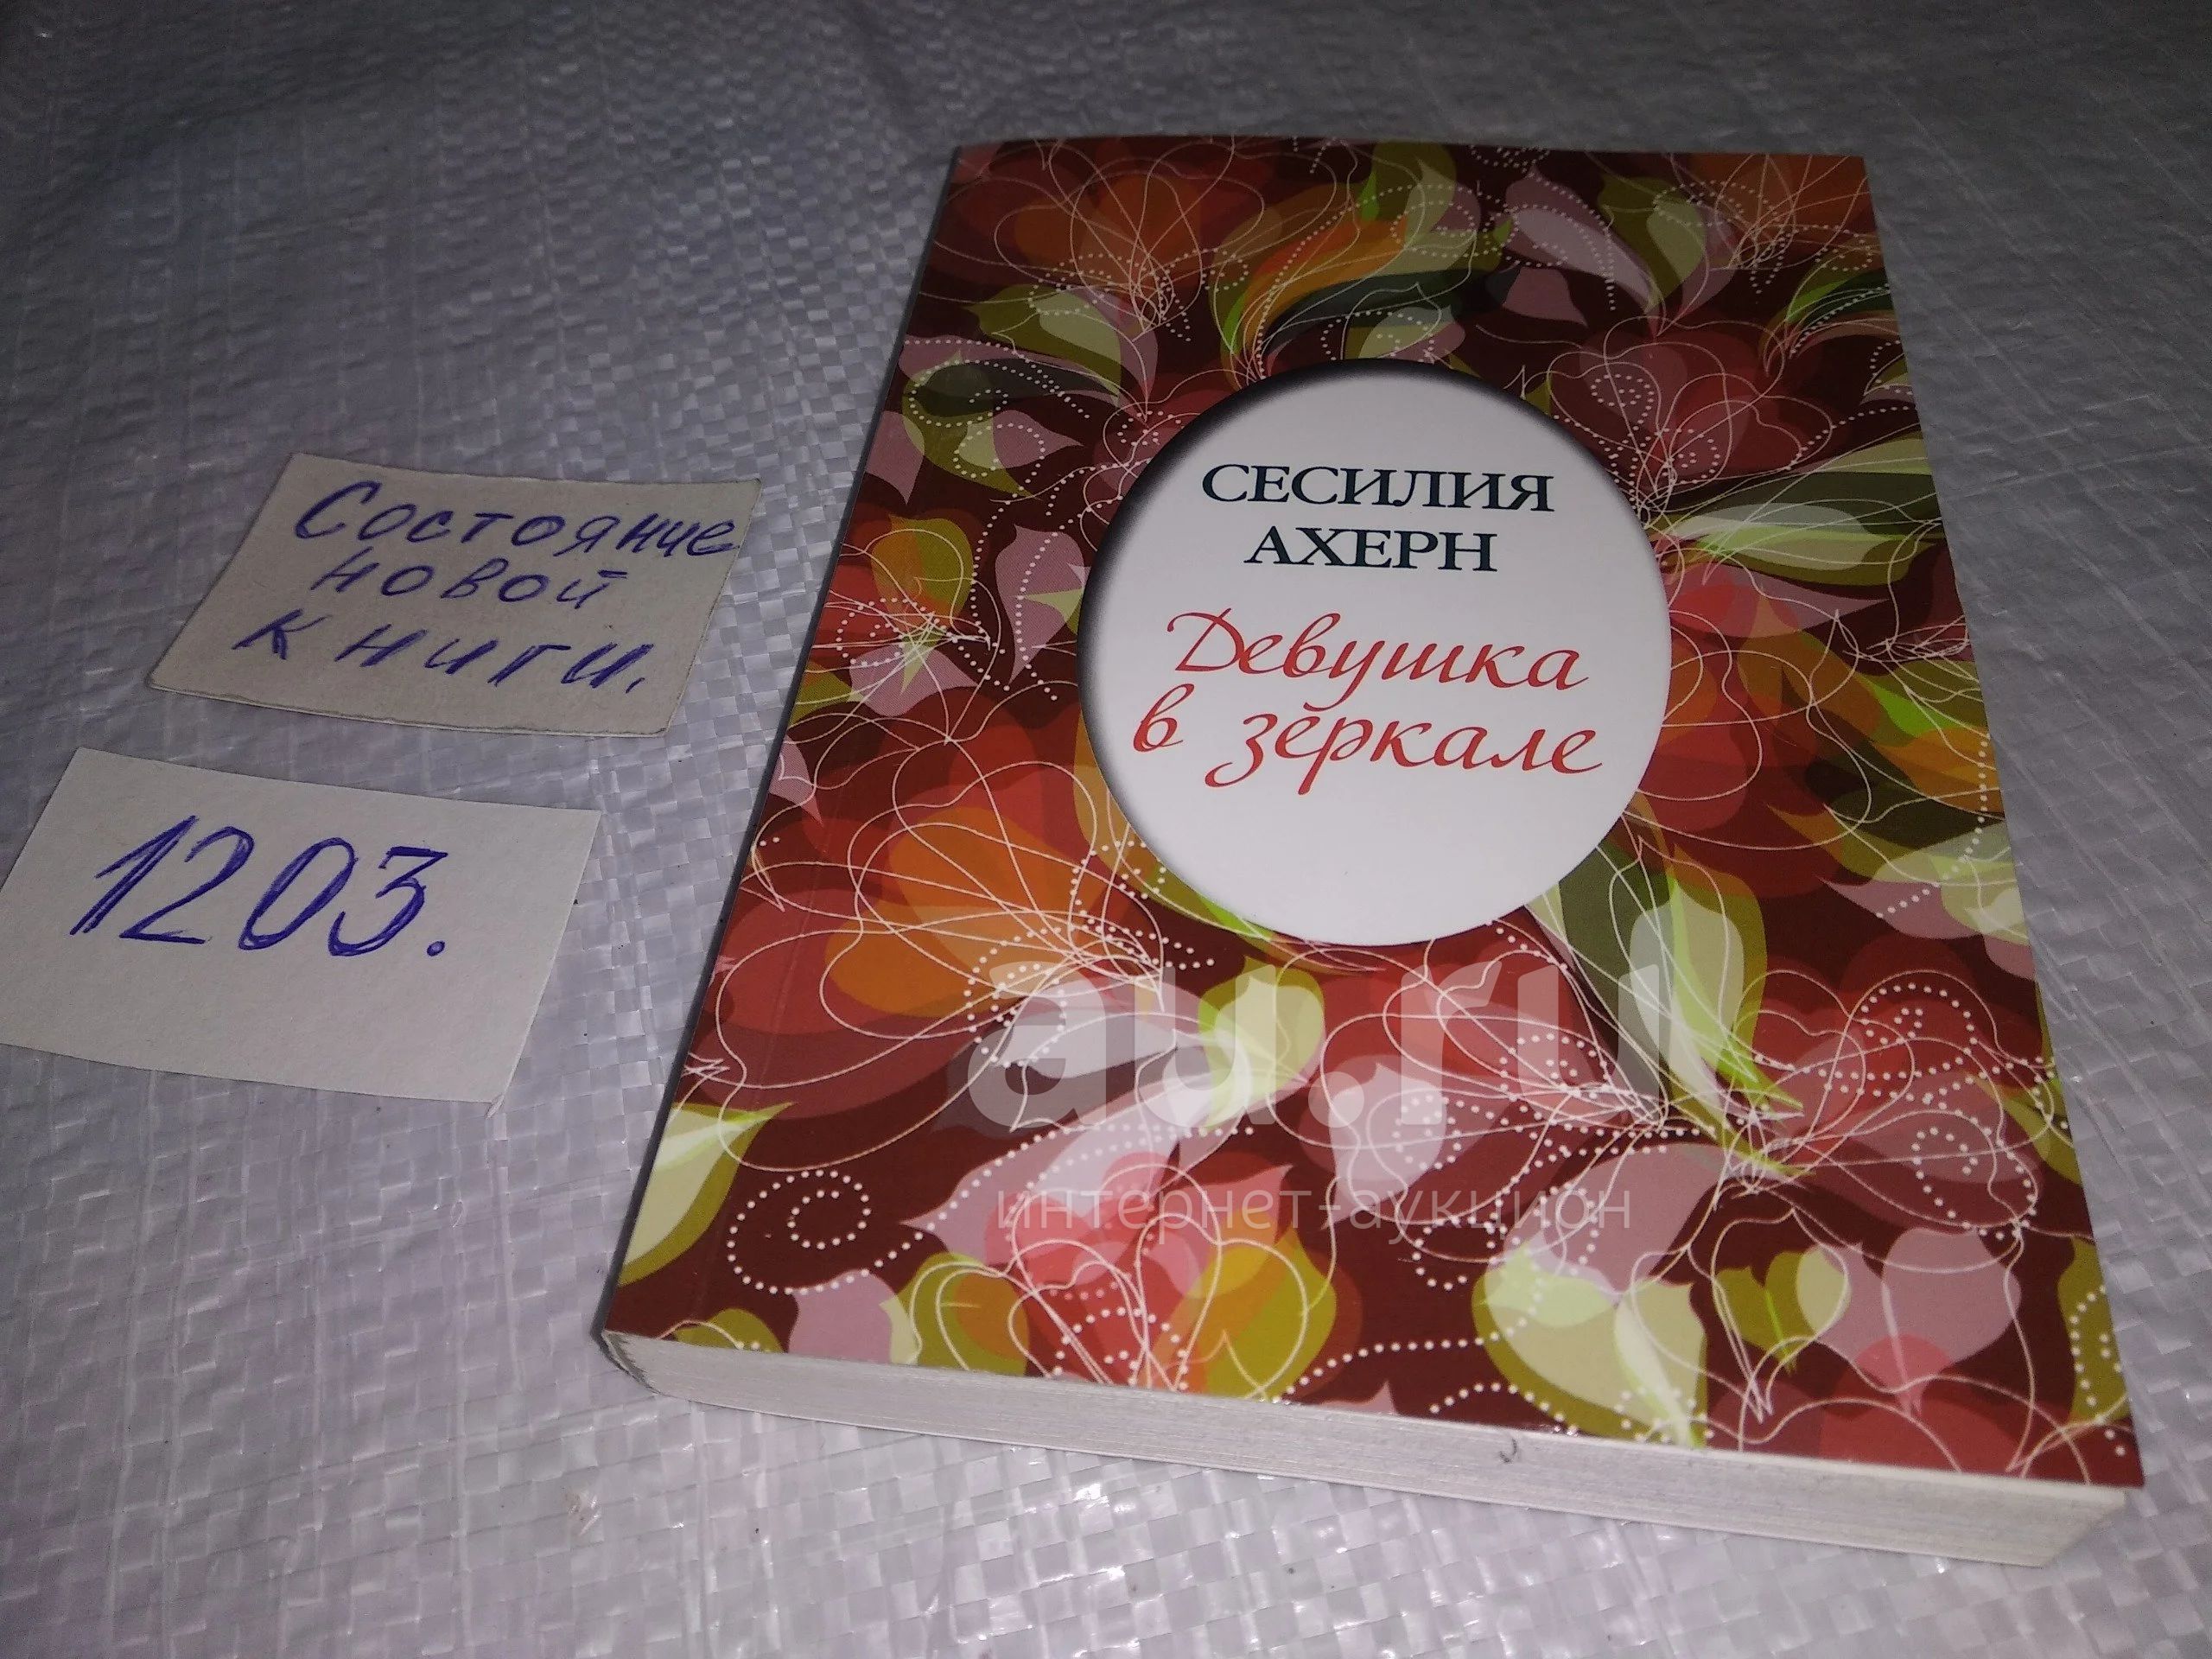 Состояние
новой
книги.
1203.
СЕСИЛИЯ
АХЕРН
Девушка
в зеркале
au.ru
интернет-аукцион